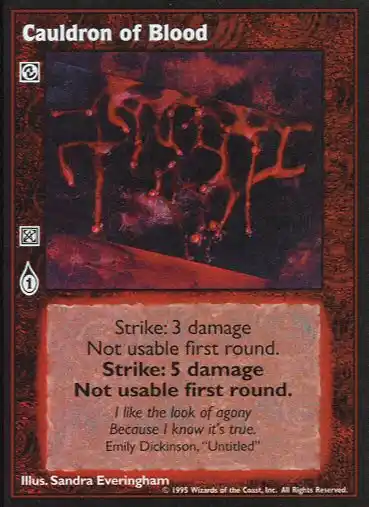 Cauldron of Blood
1
Strike: 3 damage
Not usable first round.
Strike: 5 damage
Not usable first round.
I like the look of agony
Because I know it's true.
Emily Dickinson, "Untitled"
Illus. Sandra Everingham
© 1995 Wizards of the Coast, Inc. All Rights Reserved.